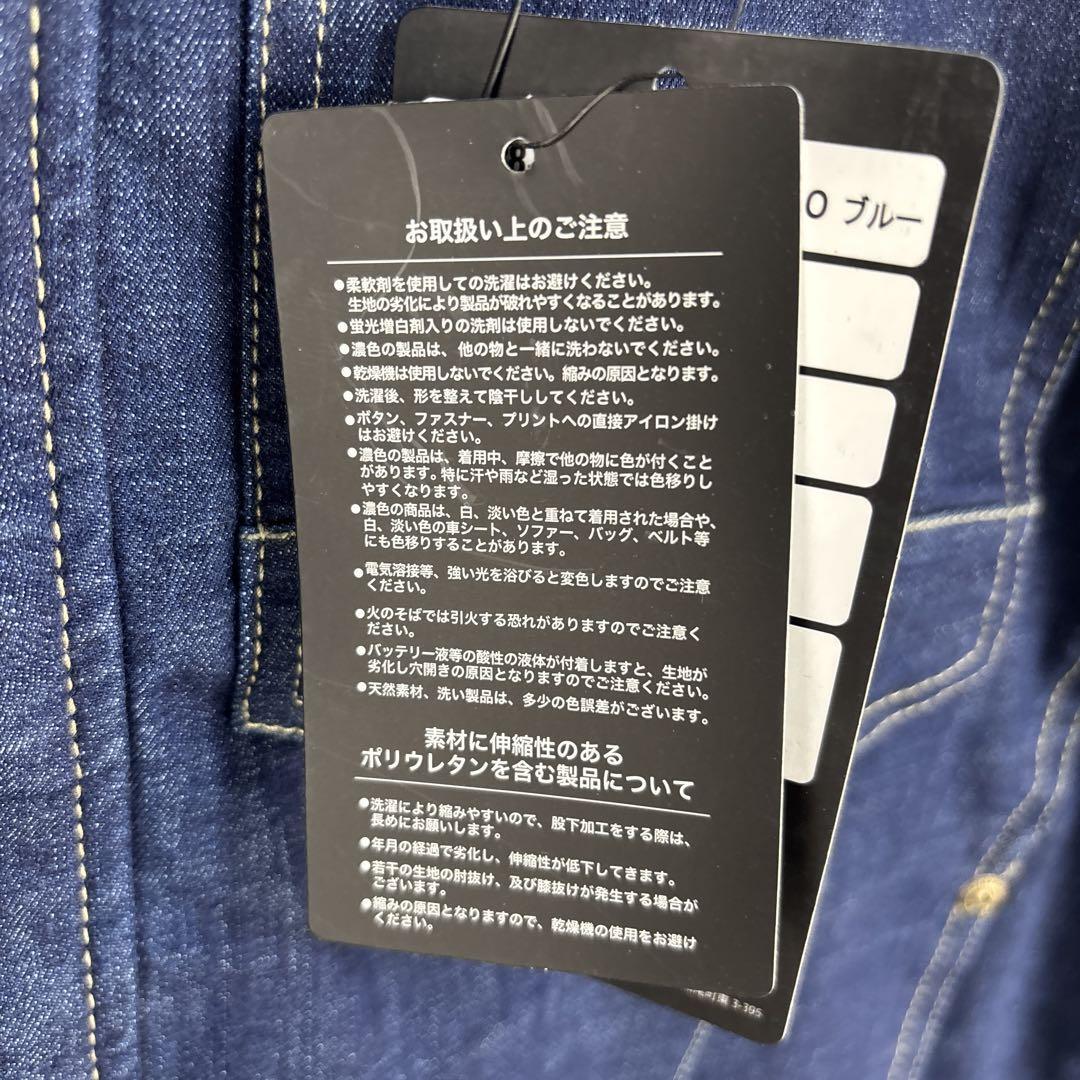 8
お取扱い上のご注意
●柔軟剤を使用しての洗濯はお避けください。
生地の劣化により製品が破れやすくなることがあります。
●蛍光増白剤入りの洗剤は使用しないでください。
●濃色の製品は、他の物と一緒に洗わないでください。
●乾燥機は使用しないでください。縮みの原因となります。
●洗濯後、形を整えて陰干ししてください。
●ボタン、ファスナー、プリントへの直接アイロン掛け
はお避けください。
●濃色の製品は、着用中、摩擦で他の物に色が付くこと
があります。特に汗や雨など湿った状態では色移りし
やすくなります。
●濃色の商品は、白、淡い色と重ねて着用された場合や、
白、淡い色の車シート、ソファー、バッグ、ベルト等
にも色移りすることがあります。
●電気溶接等、強い光を浴びると変色しますのでご注意
ください。
●火のそばでは引火する恐れがありますのでご注意く
ださい。
●バッテリー液等の酸性の液体が付着しますと、生地が
劣化し穴開きの原因となりますのでご注意ください。
●天然素材、洗い製品は、多少の色誤差がございます。
素材に伸縮性のある
ポリウレタンを含む製品について
●洗濯により縮みやすいので、股下加工をする際は、
長めにお願いします。
●年月の経過で劣化し、伸縮性が低下してきます。
●若干の生地の肘抜け、及び膝抜けが発生する場合が
ございます。
●縮みの原因となりますので、乾燥機の使用をお避け
ください。
0 ブルー
町東 3-395